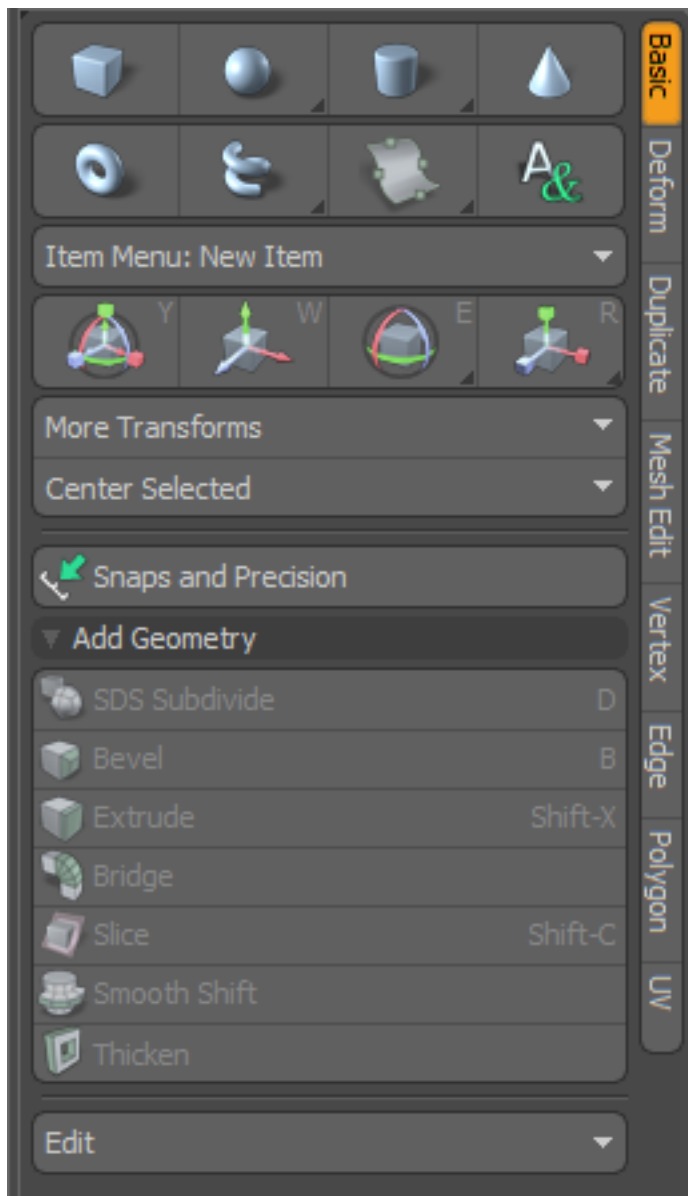 A&
Item Menu: New Item
Y W E R
More Transforms
Center Selected
Snaps and Precision
Add Geometry
SDS Subdivide D
Bevel B
Extrude Shift-X
Bridge
Slice Shift-C
Smooth Shift
Thicken
Edit
Basic
Deform
Duplicate
Mesh Edit
Vertex
Edge
Polygon
UV